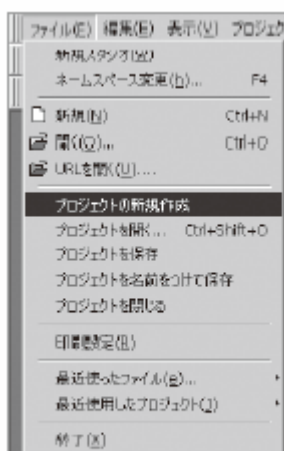 ファイル(E) 編集(E) 表示(V) プロジェク
新規スタジオ(W)
ネームスペース変更(h)... F4
新規(N) Ctrl+N
開く(O)... Ctrl+O
URLを開く(U)....
プロジェクトの新規作成
プロジェクトを開く... Ctrl+Shift+O
プロジェクトを保存
プロジェクトを名前をつけて保存
プロジェクトを閉じる
印刷設定(R)
最近使ったファイル(e)...
最近使用したプロジェクト(J)
終了(X)